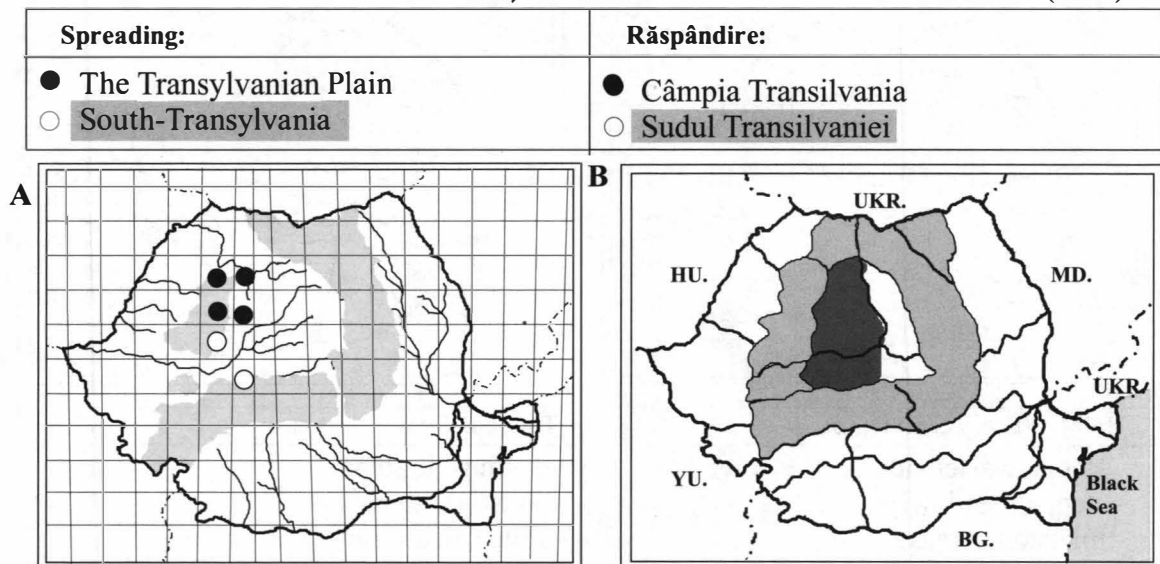 Spreading:
Răspândire:
● The Transylvanian Plain
○ South-Transylvania
● Câmpia Transilvania
○ Sudul Transilvaniei
A
B
UKR.
HU.
MD.
UKR.
YU.
Black
Sea
BG.